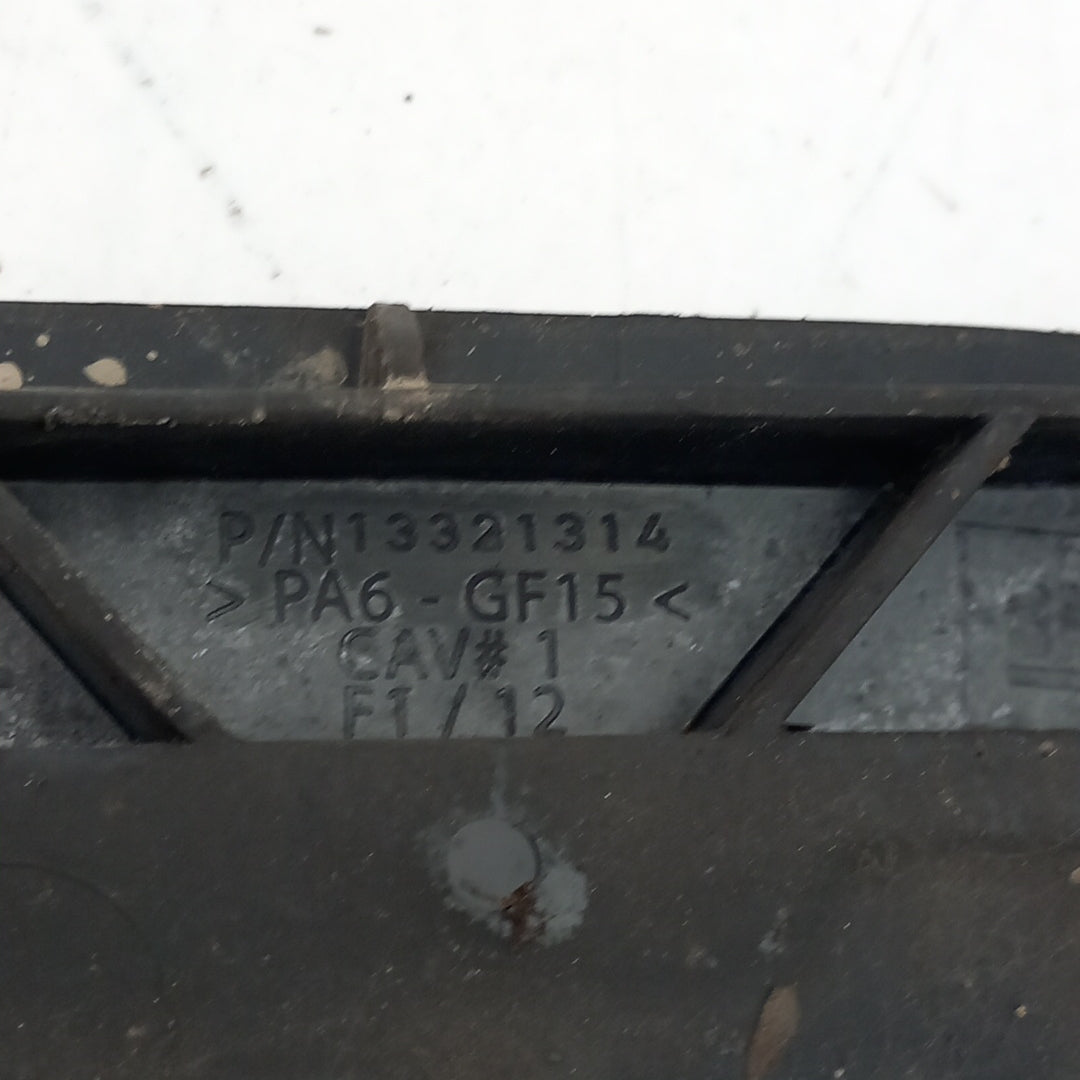 P/N13321314
> PA6 - GF15 <
CAV# 1
F1 / 12